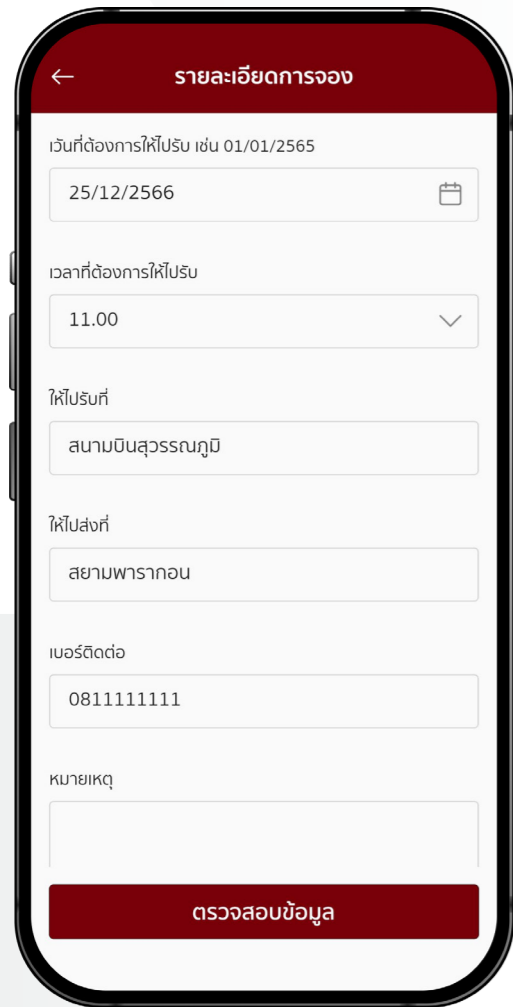 รายละเอียดการจอง
วันที่ต้องการให้ไปรับ เช่น 01/01/2565
25/12/2566
เวลาที่ต้องการให้ไปรับ
11.00
ให้ไปรับที่
สนามบินสุวรรณภูมิ
ให้ไปส่งที่
สยามพารากอน
เบอร์ติดต่อ
0811111111
หมายเหตุ
ตรวจสอบข้อมูล